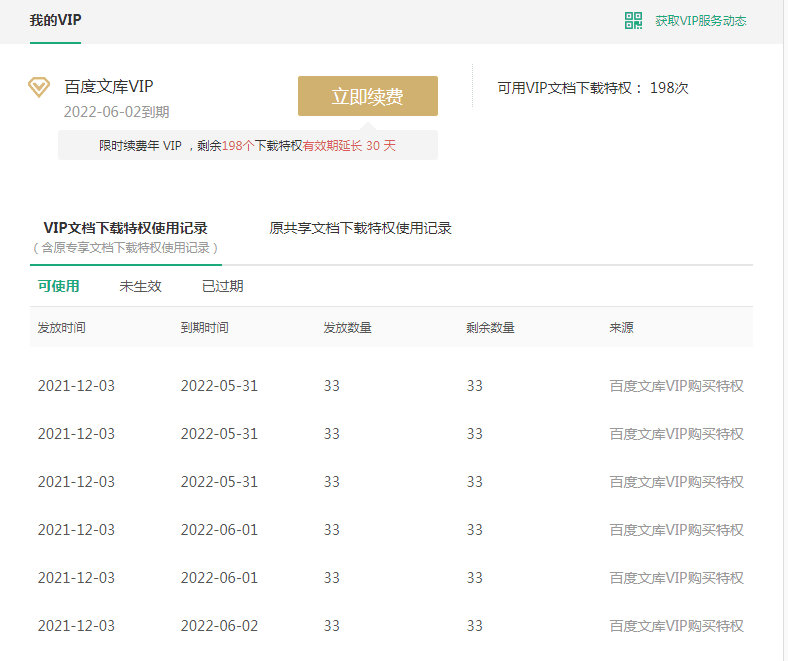 我的VIP
获取VIP服务动态
百度文库VIP
2022-06-02到期
立即续费
可用VIP文档下载特权： 198次
限时续费年 VIP ，剩余198个下载特权有效期延长 30 天
VIP文档下载特权使用记录
（含原专享文档下载特权使用记录）
原共享文档下载特权使用记录
可使用 未生效 已过期
发放时间 到期时间 发放数量 剩余数量 来源
2021-12-03 2022-05-31 33 33 百度文库VIP购买特权
2021-12-03 2022-05-31 33 33 百度文库VIP购买特权
2021-12-03 2022-05-31 33 33 百度文库VIP购买特权
2021-12-03 2022-06-01 33 33 百度文库VIP购买特权
2021-12-03 2022-06-01 33 33 百度文库VIP购买特权
2021-12-03 2022-06-02 33 33 百度文库VIP购买特权